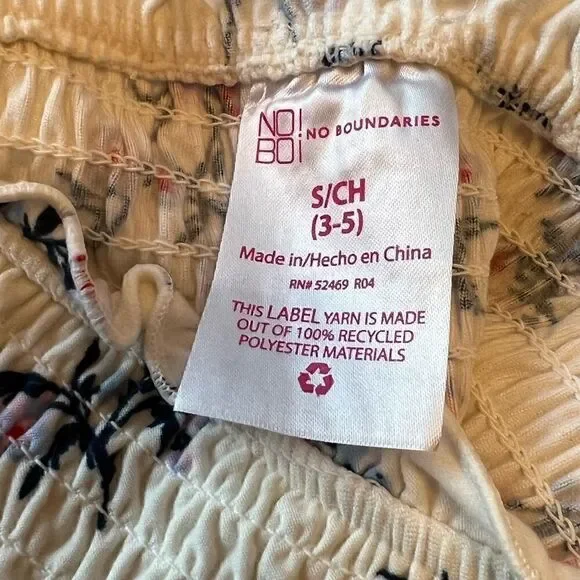 NO!
BOi
NO BOUNDARIES
S/CH
(3-5)
Made in/Hecho en China
RN# 52469 R04
THIS LABEL YARN IS MADE
OUT OF 100% RECYCLED
POLYESTER MATERIALS